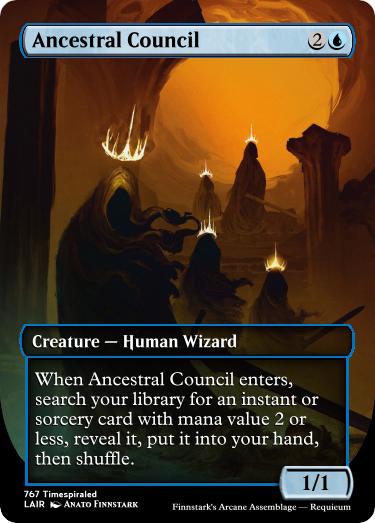 Ancestral Council 2
Creature — Human Wizard
When Ancestral Council enters,
search your library for an instant or
sorcery card with mana value 2 or
less, reveal it, put it into your hand,
then shuffle.
1/1
767 Timespiraled
LAIR Anato Finnstark
Finnstark's Arcane Assemblage — Requieum